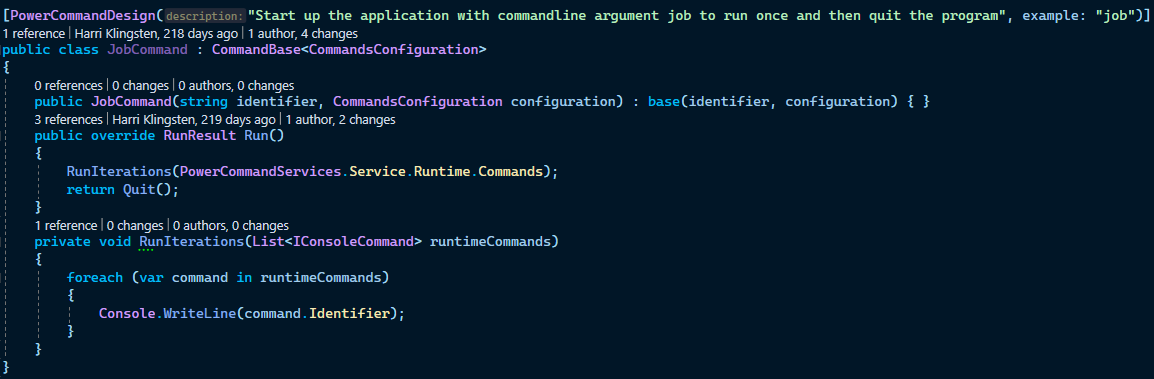 [PowerCommandDesign(description:"Start up the application with commandline argument job to run once and then quit the program", example: "job")]
1 reference | Harri Klingsten, 218 days ago | 1 author, 4 changes
public class JobCommand : CommandBase<CommandsConfiguration>
{
0 references | 0 changes | 0 authors, 0 changes
public JobCommand(string identifier, CommandsConfiguration configuration) : base(identifier, configuration) { }
3 references | Harri Klingsten, 219 days ago | 1 author, 2 changes
public override RunResult Run()
{
RunIterations(PowerCommandServices.Service.Runtime.Commands);
return Quit();
}
1 reference | 0 changes | 0 authors, 0 changes
private void RunIterations(List<IConsoleCommand> runtimeCommands)
{
foreach (var command in runtimeCommands)
{
Console.WriteLine(command.Identifier);
}
}
}